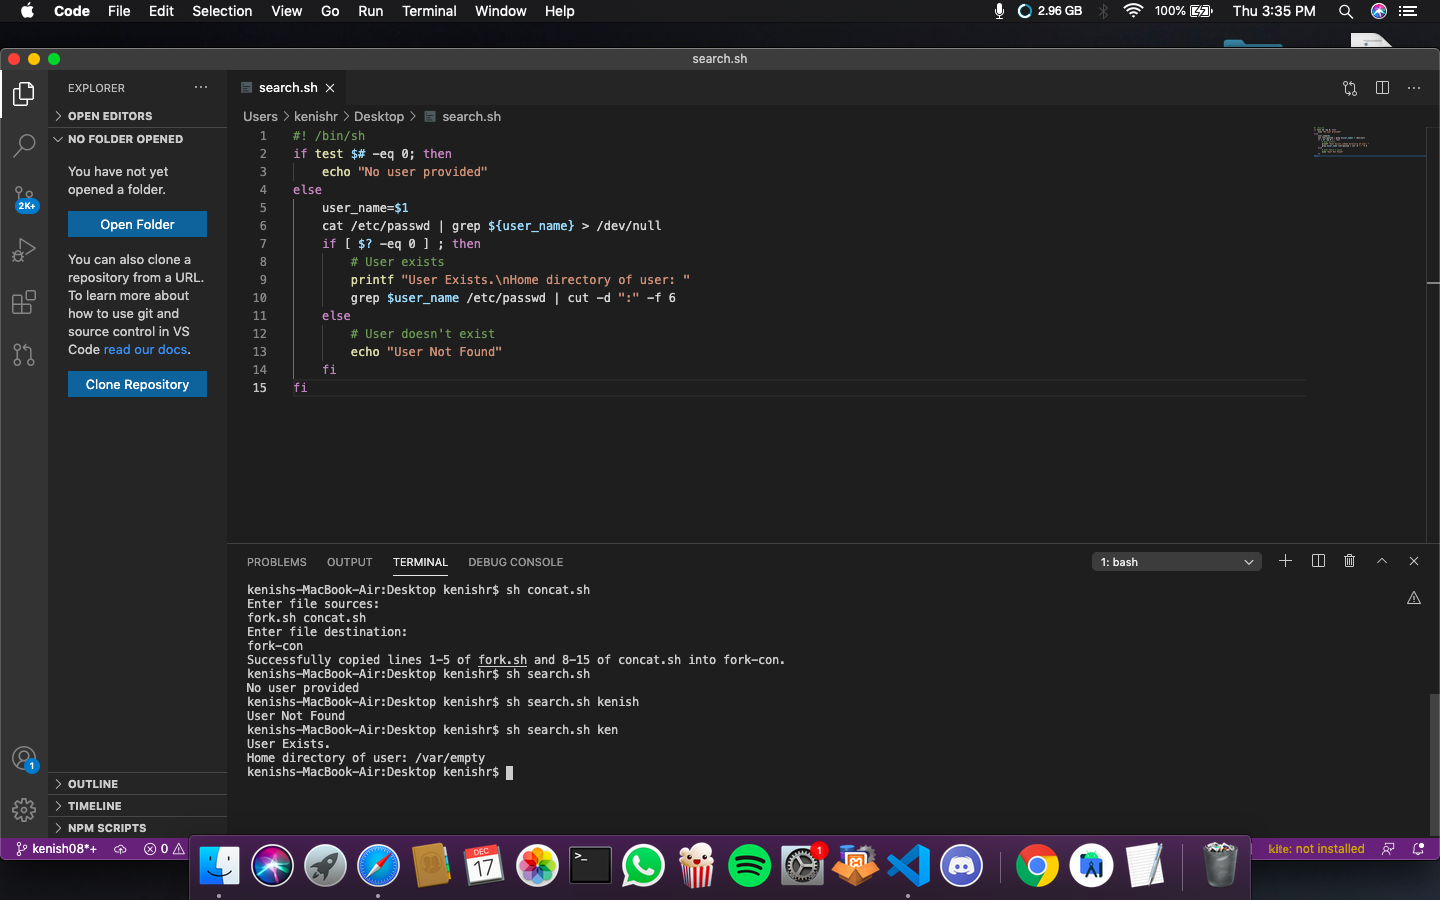 Code File Edit Selection View Go Run Terminal Window Help 2.96 GB 100% Thu 3:35 PM
search.sh
EXPLORER
OPEN EDITORS
NO FOLDER OPENED
You have not yet
opened a folder.
Open Folder
You can also clone a
repository from a URL.
To learn more about
how to use git and
source control in VS
Code read our docs.
Clone Repository
2K+
1
OUTLINE
TIMELINE
NPM SCRIPTS
search.sh
Users > kenishr > Desktop > search.sh
1 #! /bin/sh
2 if test $# -eq 0; then
3 echo "No user provided"
4 else
5 user_name=$1
6 cat /etc/passwd | grep ${user_name} > /dev/null
7 if [ $? -eq 0 ] ; then
8 # User exists
9 printf "User Exists.\nHome directory of user: "
10 grep $user_name /etc/passwd | cut -d ":" -f 6
11 else
12 # User doesn't exist
13 echo "User Not Found"
14 fi
15 fi
PROBLEMS OUTPUT TERMINAL DEBUG CONSOLE 1: bash
kenishs-MacBook-Air:Desktop kenishr$ sh concat.sh
Enter file sources:
fork.sh concat.sh
Enter file destination:
fork-con
Successfully copied lines 1-5 of fork.sh and 8-15 of concat.sh into fork-con.
kenishs-MacBook-Air:Desktop kenishr$ sh search.sh
No user provided
kenishs-MacBook-Air:Desktop kenishr$ sh search.sh kenish
User Not Found
kenishs-MacBook-Air:Desktop kenishr$ sh search.sh ken
User Exists.
Home directory of user: /var/empty
kenishs-MacBook-Air:Desktop kenishr$
kenish08*+ 0 kite: not installed
DEC
17
1